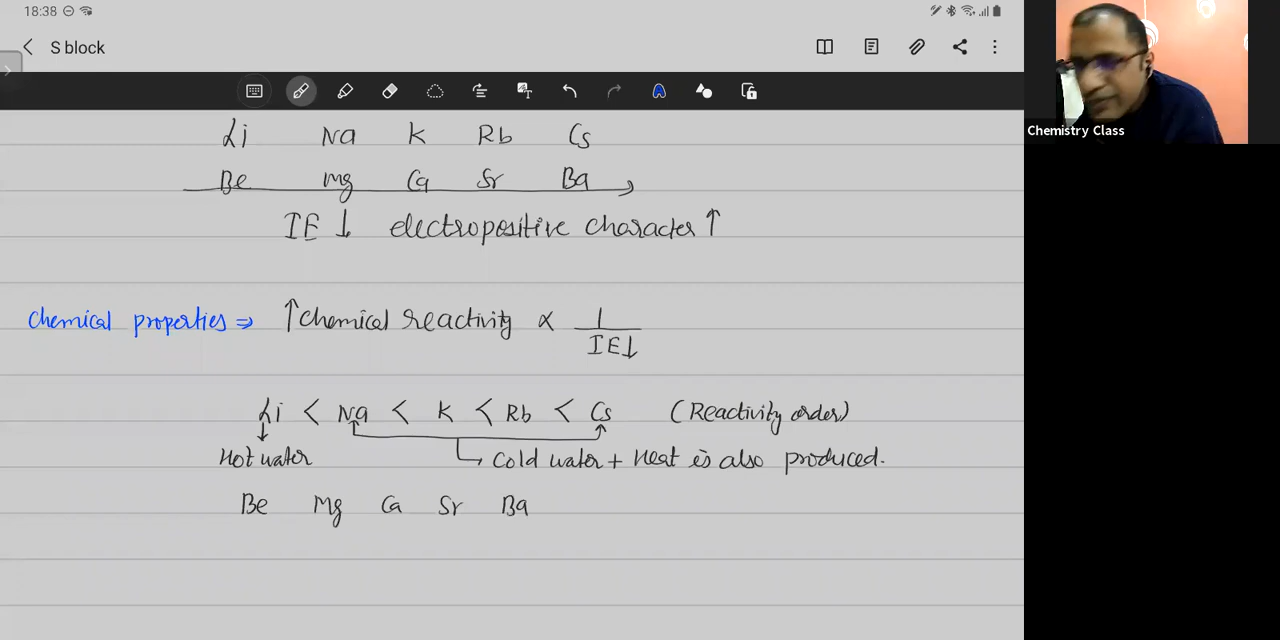 18:38
S block
Chemistry Class
Li Na K Rb Cs
Be Mg Ca Sr Ba
IE ↓ electropositive character ↑
Chemical properties ⇒ ↑ Chemical reactivity ∝ 1
IE↓
Li < Na < K < Rb < Cs (Reactivity order)
Hot water Cold water + Heat is also produced.
Be Mg Ca Sr Ba